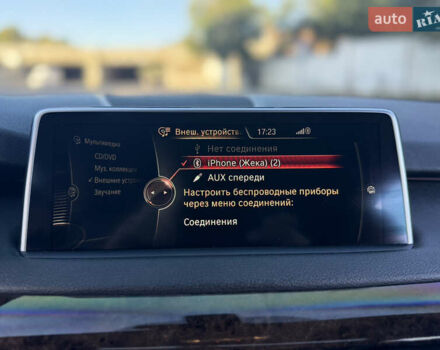 auto RIA
Внеш. устройств 17:23
Мультимедиа
CD/DVD
Муз. коллекция
Внешние устро
Звучание
Нет соединения
iPhone (Жека) (2)
AUX спереди
Настроить беспроводные приборы
через меню соединений:
Соединения